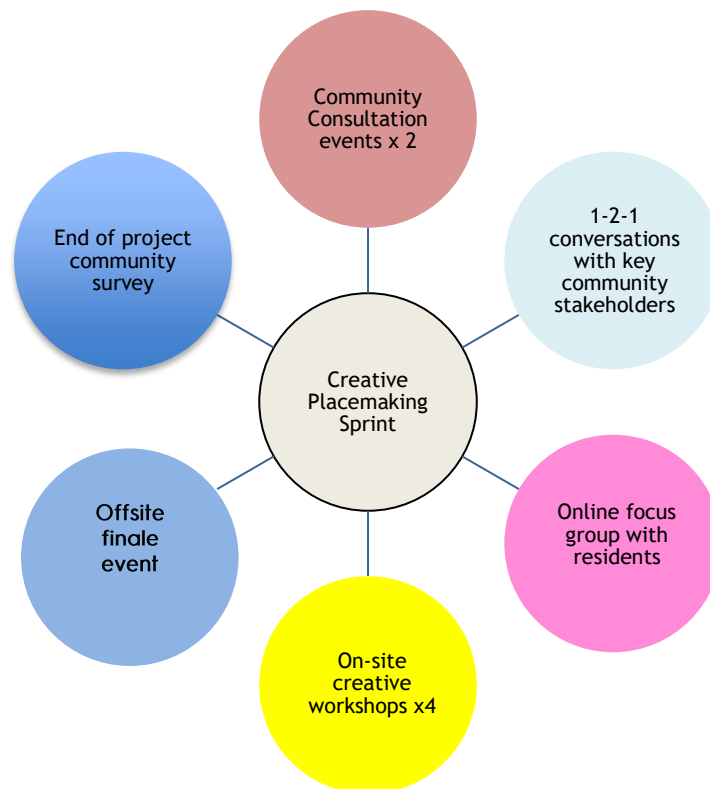 Community
Consultation
events x 2
1-2-1
conversations
with key
community
stakeholders
End of project
community
survey
Creative
Placemaking
Sprint
Online focus
group with
residents
Offsite
finale
event
On-site
creative
workshops x4